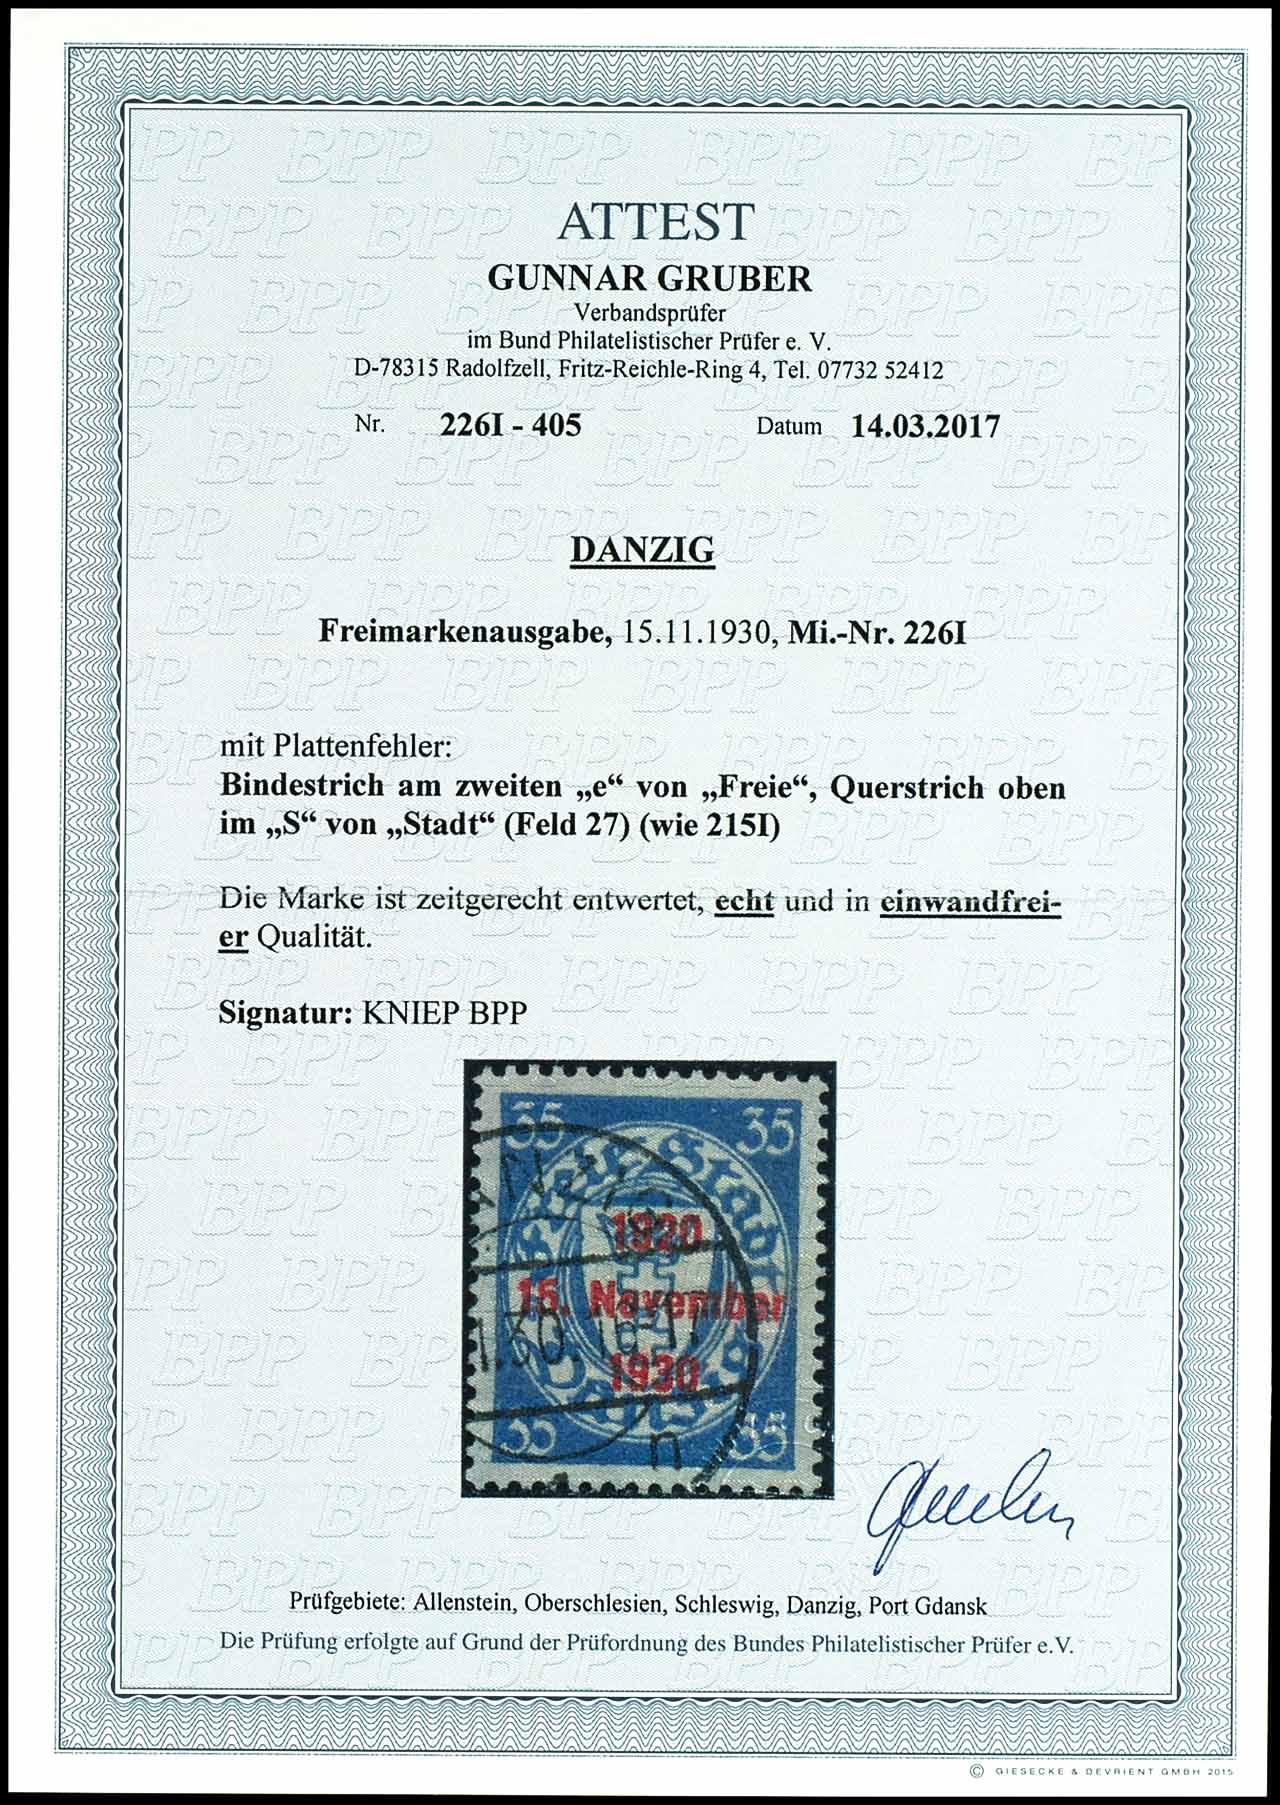 ATTEST
GUNNAR GRUBER
Verbandsprüfer
im Bund Philatelistischer Prüfer e. V.
D-78315 Radolfzell, Fritz-Reichle-Ring 4, Tel. 07732 52412
Nr. 226I - 405 Datum 14.03.2017
DANZIG
Freimarkenausgabe, 15.11.1930, Mi.-Nr. 226I
mit Plattenfehler:
Bindestrich am zweiten „e“ von „Freie“, Querstrich oben
im „S“ von „Stadt“ (Feld 27) (wie 215I)
Die Marke ist zeitgerecht entwertet, echt und in einwandfrei-
er Qualität.
Signatur: KNIEP BPP
35 35
1920
15. November
1930
35 35
n
Prüfgebiete: Allenstein, Oberschlesien, Schleswig, Danzig, Port Gdansk
Die Prüfung erfolgte auf Grund der Prüfordnung des Bundes Philatelistischer Prüfer e.V.
© GIESECKE & DEVRIENT GMBH 2015